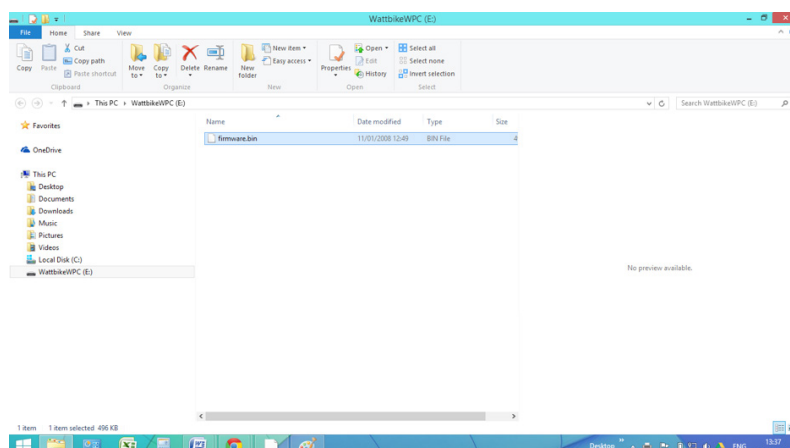 WattbikeWPC (E:)
File Home Share View
Copy
Paste
Cut
Copy path
Paste shortcut
Clipboard
Move to
Copy to
Delete
Rename
Organize
New folder
New item
Easy access
New
Properties
Open
Edit
History
Open
Select all
Select none
Invert selection
Select
This PC WattbikeWPC (E:)
Search WattbikeWPC (E:)
Name Date modified Type Size
firmware.bin 11/01/2008 12:49 BIN File 4
Favorites
OneDrive
This PC
Desktop
Documents
Downloads
Music
Pictures
Videos
Local Disk (C:)
WattbikeWPC (E:)
No preview available.
1 item 1 item selected 496 KB
Desktop ENG 13:37